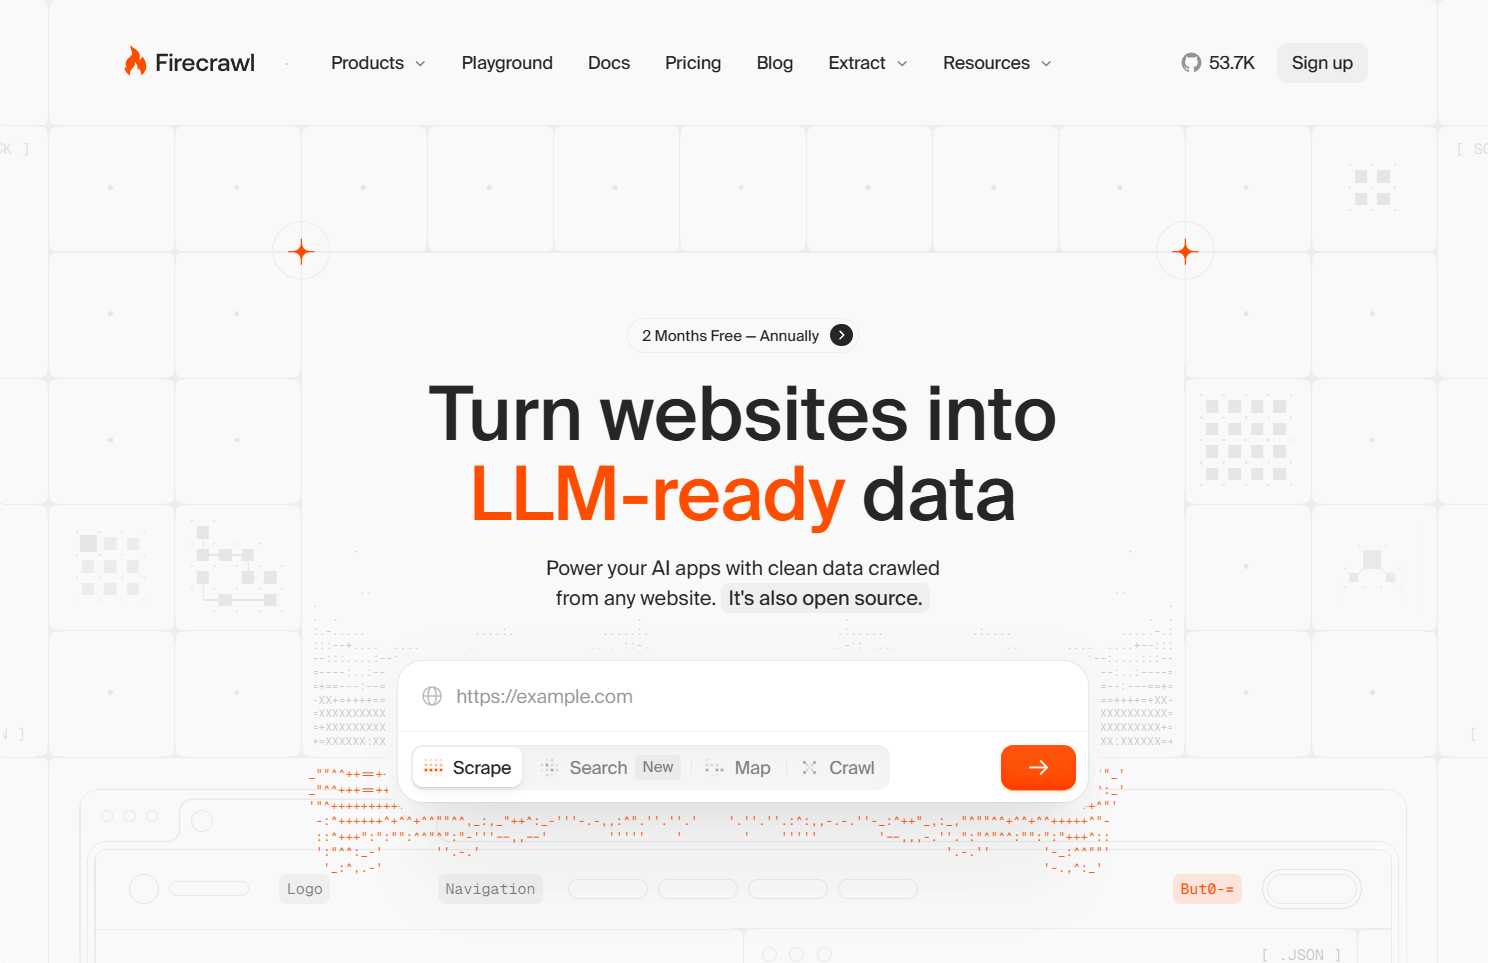 Firecrawl
Products
Playground
Docs
Pricing
Blog
Extract
Resources
53.7K
Sign up
2 Months Free — Annually
Turn websites into
LLM-ready data
Power your AI apps with clean data crawled
from any website. It's also open source.
https://example.com
Scrape
Search New
Map
Crawl
Logo
Navigation
But0-=
[ .JSON ]